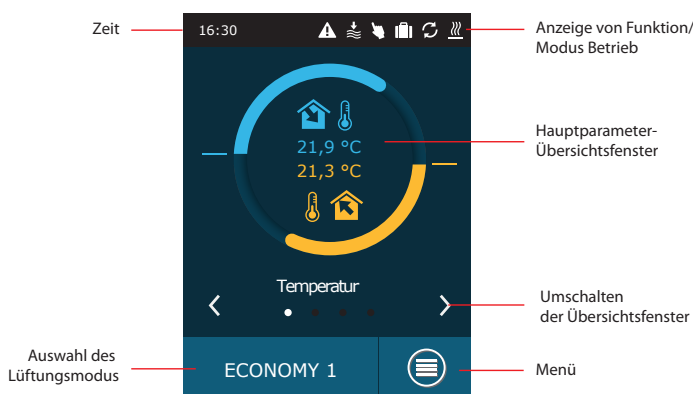 Zeit
16:30
Anzeige von Funktion/
Modus Betrieb
21,9 °C
21,3 °C
Hauptparameter-
Übersichtsfenster
Temperatur
Umschalten
der Übersichtsfenster
Auswahl des
Lüftungsmodus
ECONOMY 1
Menü